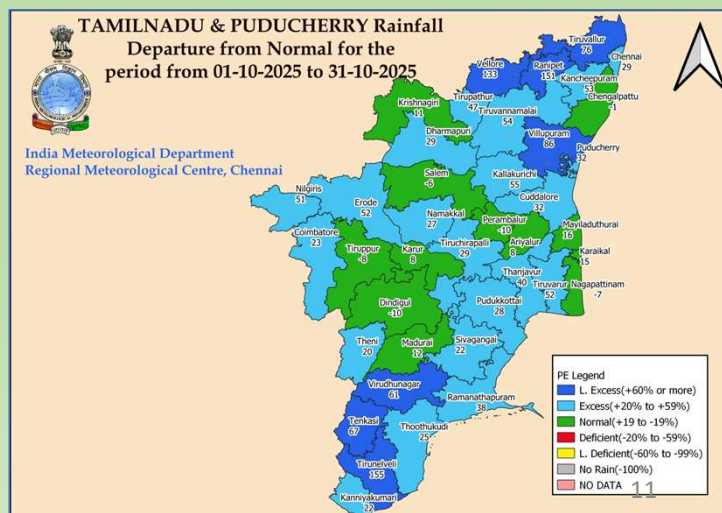 TAMILNADU & PUDUCHERRY Rainfall
Departure from Normal for the
period from 01-10-2025 to 31-10-2025
India Meteorological Department
Regional Meteorological Centre, Chennai
Tiruvallur
76
Chennai
29
Vellore
133
Ranipet
151
Kancheepuram
53
Chengalpattu
-1
Tirupathur
47
Tiruvannamalai
54
Krishnagiri
11
Dharmapuri
29
Villupuram
86
Puducherry
32
Salem
-6
Kallakurichi
55
Cuddalore
32
Nilgiris
51
Erode
52
Namakkal
27
Perambalur
-10
Mayiladuthurai
16
Coimbatore
23
Tiruppur
-8
Karur
8
Tiruchirapalli
29
Ariyalur
8
Karaikal
15
Thanjavur
40
Tiruvarur
52
Nagapattinam
-7
Dindigul
-10
Pudukkottai
28
Theni
20
Madurai
12
Sivagangai
22
Virudhunagar
61
Ramanathapuram
38
Tenkasi
67
Thoothukudi
25
Tirunelveli
155
Kanniyakumari
22
PE Legend
L. Excess(+60% or more)
Excess(+20% to +59%)
Normal(+19 to -19%)
Deficient(-20% to -59%)
L. Deficient(-60% to -99%)
No Rain(-100%)
NO DATA
11